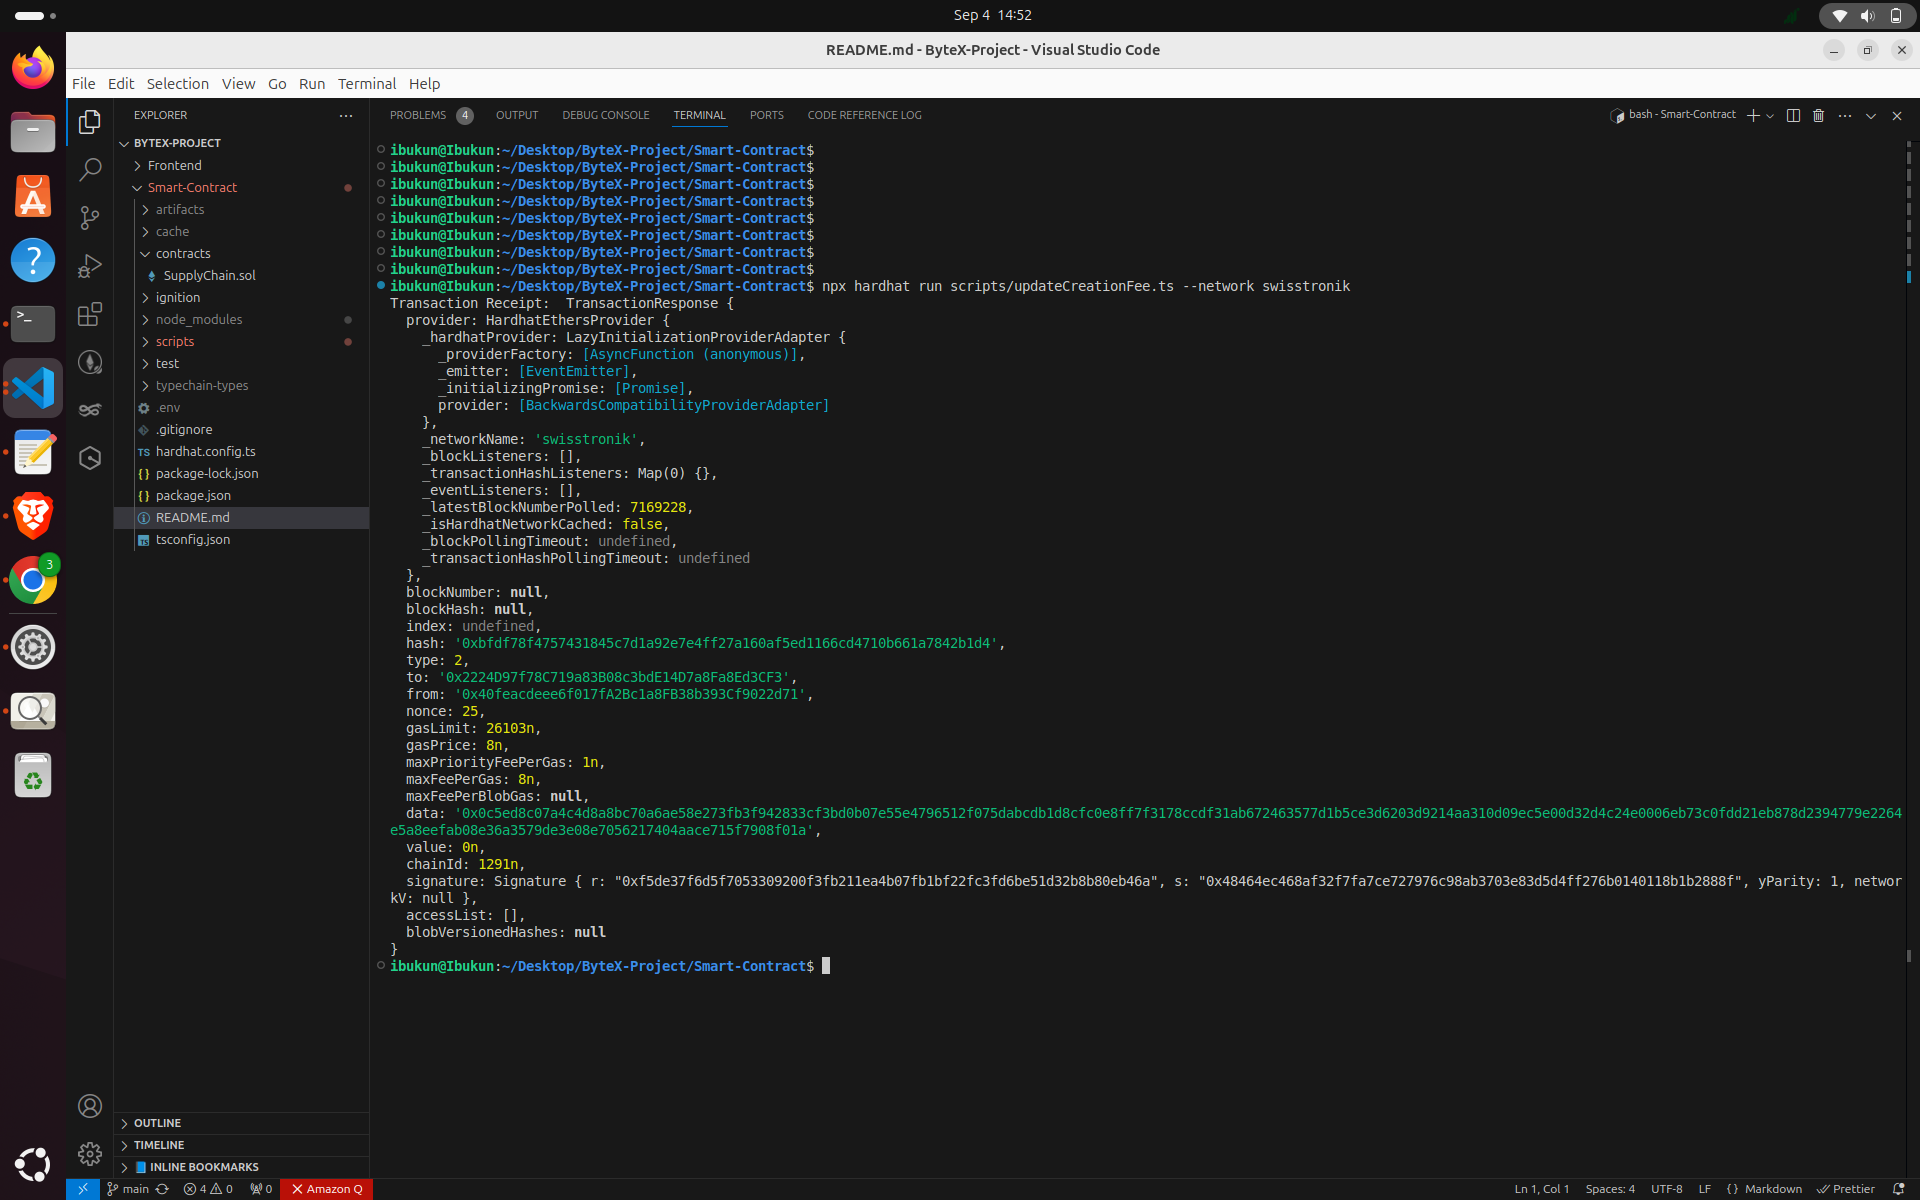 Sep 4 14:52
README.md - ByteX-Project - Visual Studio Code
File Edit Selection View Go Run Terminal Help
EXPLORER
BYTEX-PROJECT
Frontend
Smart-Contract
artifacts
cache
contracts
SupplyChain.sol
ignition
node_modules
scripts
test
typechain-types
.env
.gitignore
TS hardhat.config.ts
{} package-lock.json
{} package.json
README.md
TS tsconfig.json
OUTLINE
TIMELINE
INLINE BOOKMARKS
3
PROBLEMS 4 OUTPUT DEBUG CONSOLE TERMINAL PORTS CODE REFERENCE LOG
bash - Smart-Contract
ibukun@Ibukun:~/Desktop/ByteX-Project/Smart-Contract$
ibukun@Ibukun:~/Desktop/ByteX-Project/Smart-Contract$
ibukun@Ibukun:~/Desktop/ByteX-Project/Smart-Contract$
ibukun@Ibukun:~/Desktop/ByteX-Project/Smart-Contract$
ibukun@Ibukun:~/Desktop/ByteX-Project/Smart-Contract$
ibukun@Ibukun:~/Desktop/ByteX-Project/Smart-Contract$
ibukun@Ibukun:~/Desktop/ByteX-Project/Smart-Contract$
ibukun@Ibukun:~/Desktop/ByteX-Project/Smart-Contract$
ibukun@Ibukun:~/Desktop/ByteX-Project/Smart-Contract$ npx hardhat run scripts/updateCreationFee.ts --network swisstronik
Transaction Receipt:  TransactionResponse {
  provider: HardhatEthersProvider {
    _hardhatProvider: LazyInitializationProviderAdapter {
      _providerFactory: [AsyncFunction (anonymous)],
      _emitter: [EventEmitter],
      _initializingPromise: [Promise],
      provider: [BackwardsCompatibilityProviderAdapter]
    },
    _networkName: 'swisstronik',
    _blockListeners: [],
    _transactionHashListeners: Map(0) {},
    _eventListeners: [],
    _latestBlockNumberPolled: 7169228,
    _isHardhatNetworkCached: false,
    _blockPollingTimeout: undefined,
    _transactionHashPollingTimeout: undefined
  },
  blockNumber: null,
  blockHash: null,
  index: undefined,
  hash: '0xbfdf78f4757431845c7d1a92e7e4ff27a160af5ed1166cd4710b661a7842b1d4',
  type: 2,
  to: '0x2224D97f78C719a83B08c3bdE14D7a8Fa8Ed3CF3',
  from: '0x40feacdeee6f017fA2Bc1a8FB38b393Cf9022d71',
  nonce: 25,
  gasLimit: 26103n,
  gasPrice: 8n,
  maxPriorityFeePerGas: 1n,
  maxFeePerGas: 8n,
  maxFeePerBlobGas: null,
  data: '0x0c5ed8c07a4c4d8a8bc70a6ae58e273fb3f942833cf3bd0b07e55e4796512f075dabcdb1d8cfc0e8ff7f3178ccdf31ab672463577d1b5ce3d6203d9214aa310d09ec5e00d32d4c24e0006eb73c0fdd21eb878d2394779e2264
e5a8eefab08e36a3579de3e08e7056217404aace715f7908f01a',
  value: 0n,
  chainId: 1291n,
  signature: Signature { r: "0xf5de37f6d5f7053309200f3fb211ea4b07fb1bf22fc3fd6be51d32b8b80eb46a", s: "0x48464ec468af32f7fa7ce727976c98ab3703e83d5d4ff276b0140118b1b2888f", yParity: 1, networ
kV: null },
  accessList: [],
  blobVersionedHashes: null
}
ibukun@Ibukun:~/Desktop/ByteX-Project/Smart-Contract$
main 4 0 0 Amazon Q
Ln 1, Col 1 Spaces: 4 UTF-8 LF {} Markdown Prettier